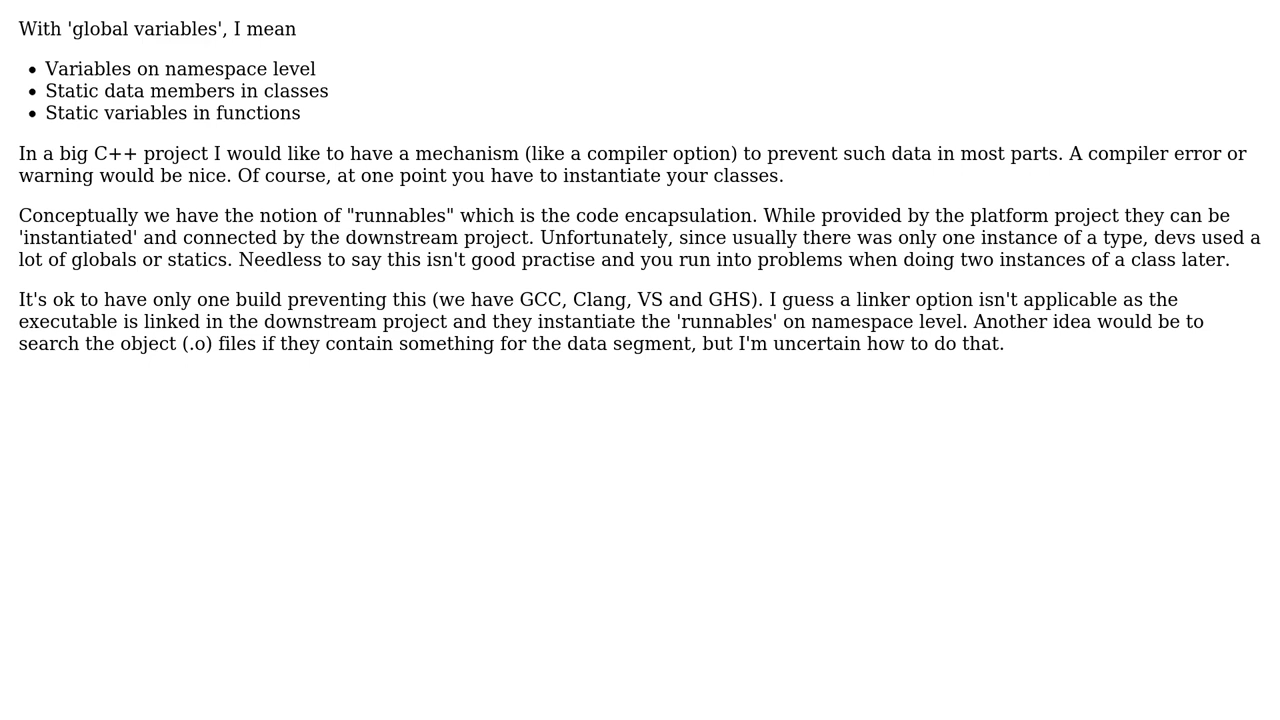 With 'global variables', I mean
• Variables on namespace level
• Static data members in classes
• Static variables in functions
In a big C++ project I would like to have a mechanism (like a compiler option) to prevent such data in most parts. A compiler error or
warning would be nice. Of course, at one point you have to instantiate your classes.
Conceptually we have the notion of "runnables" which is the code encapsulation. While provided by the platform project they can be
'instantiated' and connected by the downstream project. Unfortunately, since usually there was only one instance of a type, devs used a
lot of globals or statics. Needless to say this isn't good practise and you run into problems when doing two instances of a class later.
It's ok to have only one build preventing this (we have GCC, Clang, VS and GHS). I guess a linker option isn't applicable as the
executable is linked in the downstream project and they instantiate the 'runnables' on namespace level. Another idea would be to
search the object (.o) files if they contain something for the data segment, but I'm uncertain how to do that.